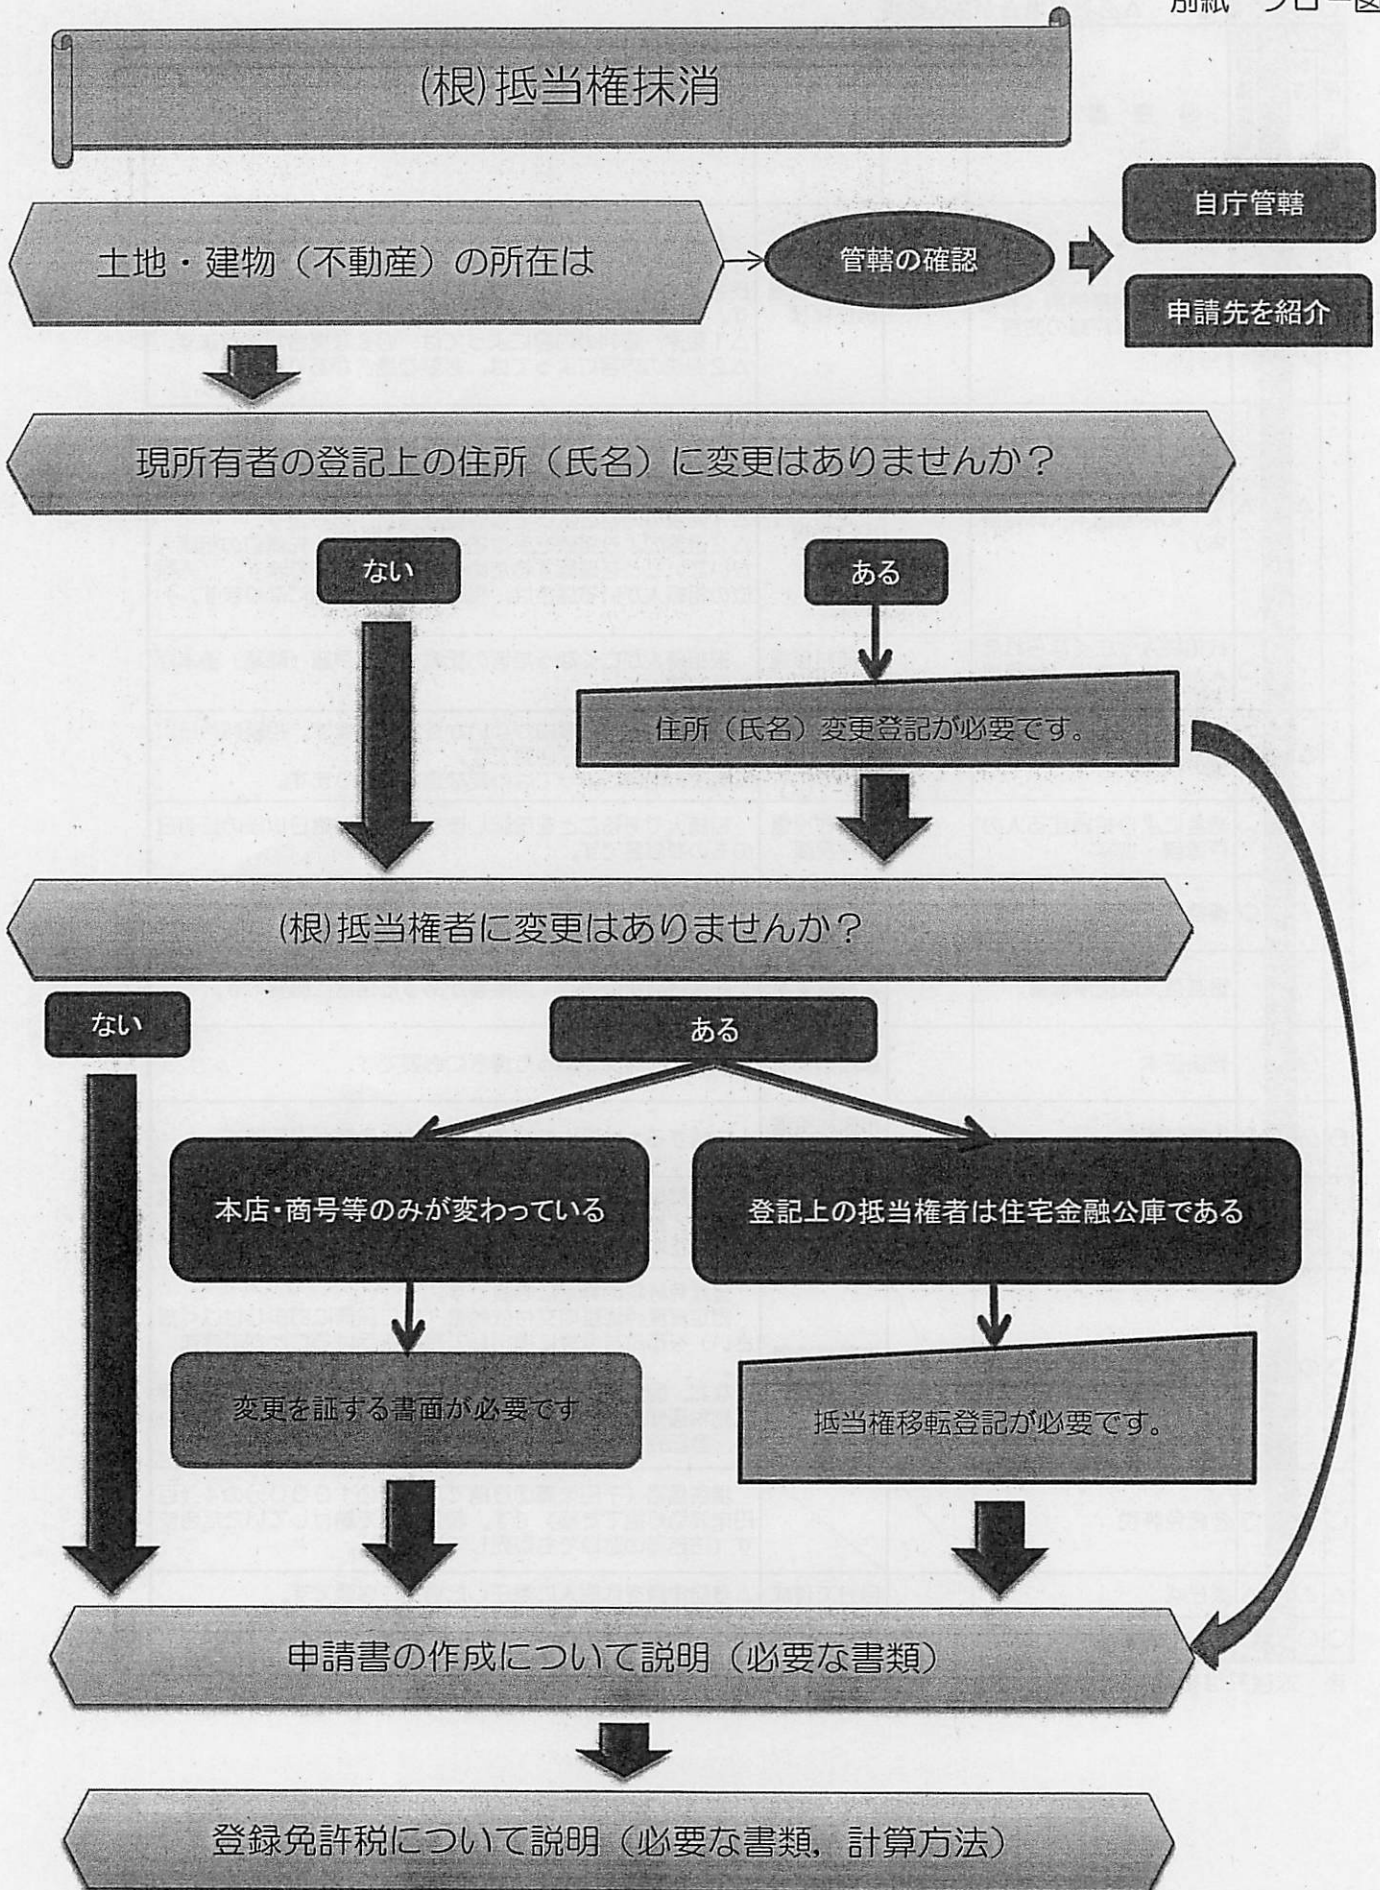 別紙 フロー図
(根)抵当権抹消
土地・建物（不動産）の所在は
管轄の確認
自庁管轄
申請先を紹介
現所有者の登記上の住所（氏名）に変更はありませんか？
ない
ある
住所（氏名）変更登記が必要です。
(根)抵当権者に変更はありませんか？
ない
ある
本店・商号等のみが変わっている
登記上の抵当権者は住宅金融公庫である
変更を証する書面が必要です
抵当権移転登記が必要です。
申請書の作成について説明（必要な書類）
登録免許税について説明（必要な書類，計算方法）